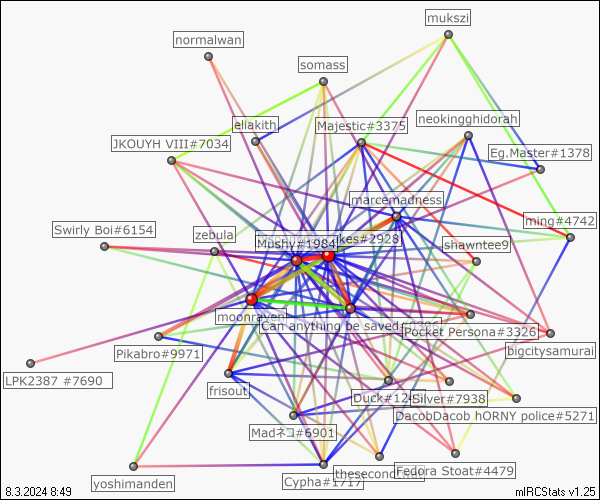 mukszi
normalwan
somass
neokingghidorah
eliakith
Majestic#3375
JKOUYH VIII#7034
Eg.Master#1378
marcemadness
ming#4742
Swirly Boi#6154
zebula
Mushy#1984
kes#2928
shawntee9
moonraven
Can anything be saved
Pocket Persona#3326
Pikabro#9971
bigcitysamurai
LPK2387 #7690
frisout
Duck#124
Silver#7938
DacobDacob hORNY police#5271
Madネコ#6901
thesecond
Fedora Stoat#4479
yoshimanden
Cypha#1717
8.3.2024 8:49
mIRCStats v1.25